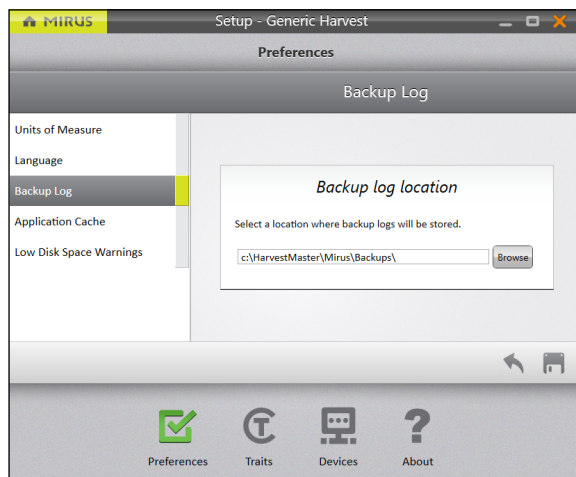 MIRUS
Setup - Generic Harvest
Preferences
Backup Log
Units of Measure
Language
Backup Log
Application Cache
Low Disk Space Warnings
Backup log location
Select a location where backup logs will be stored.
c:\HarvestMaster\Mirus\Backups\
Browse
Preferences
Traits
Devices
About